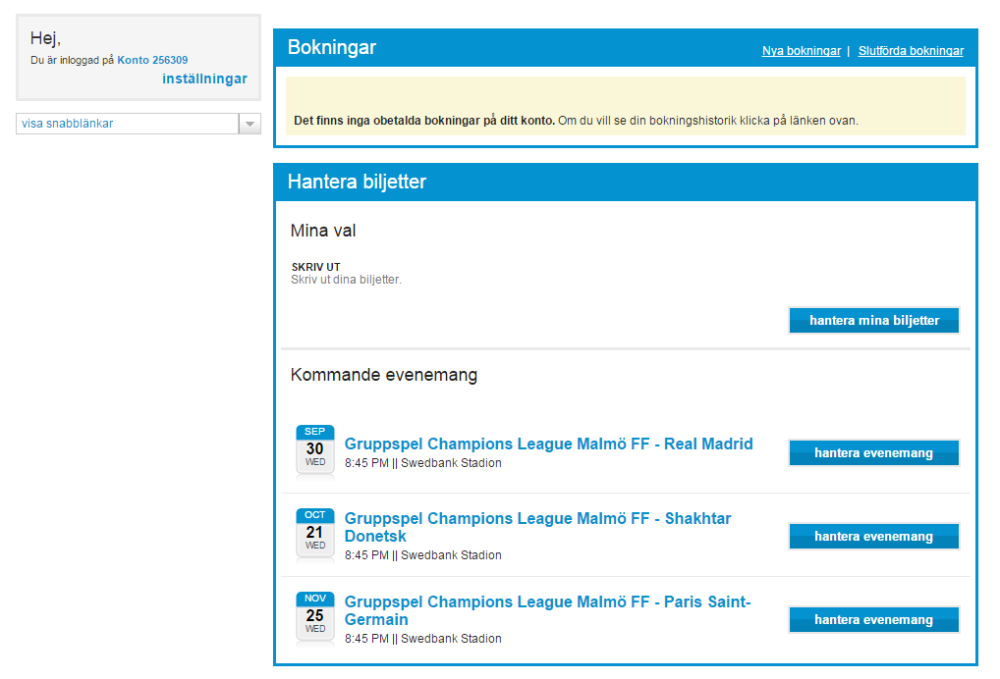 Hej,
Du är inloggad på Konto 256309
inställningar
visa snabblänkar
Bokningar
Nya bokningar | Slutförda bokningar
Det finns inga obetalda bokningar på ditt konto. Om du vill se din bokningshistorik klicka på länken ovan.
Hantera biljetter
Mina val
SKRIV UT
Skriv ut dina biljetter.
hantera mina biljetter
Kommande evenemang
SEP
30
WED
Gruppspel Champions League Malmö FF - Real Madrid
8:45 PM || Swedbank Stadion
hantera evenemang
OCT
21
WED
Gruppspel Champions League Malmö FF - Shakhtar
Donetsk
8:45 PM || Swedbank Stadion
hantera evenemang
NOV
25
WED
Gruppspel Champions League Malmö FF - Paris Saint-
Germain
8:45 PM || Swedbank Stadion
hantera evenemang